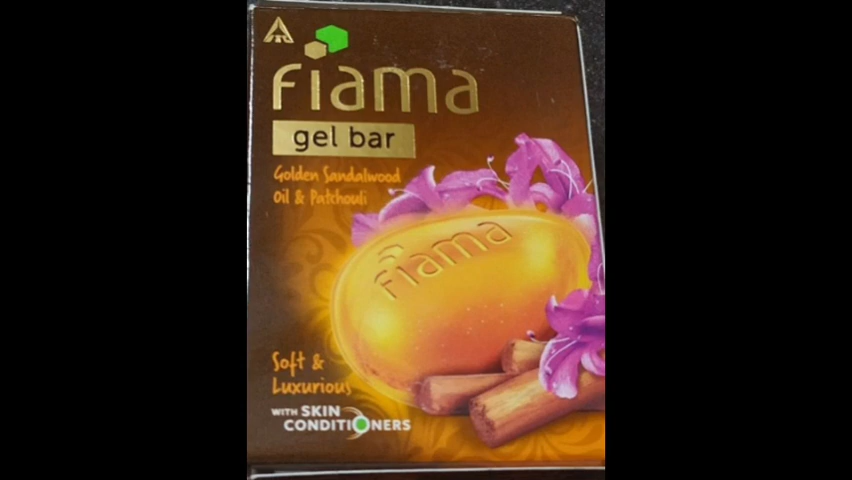 fiama
gel bar
Golden Sandalwood
Oil & Patchouli
fiama
Soft &
Luxurious
WITH SKIN
CONDITIONERS